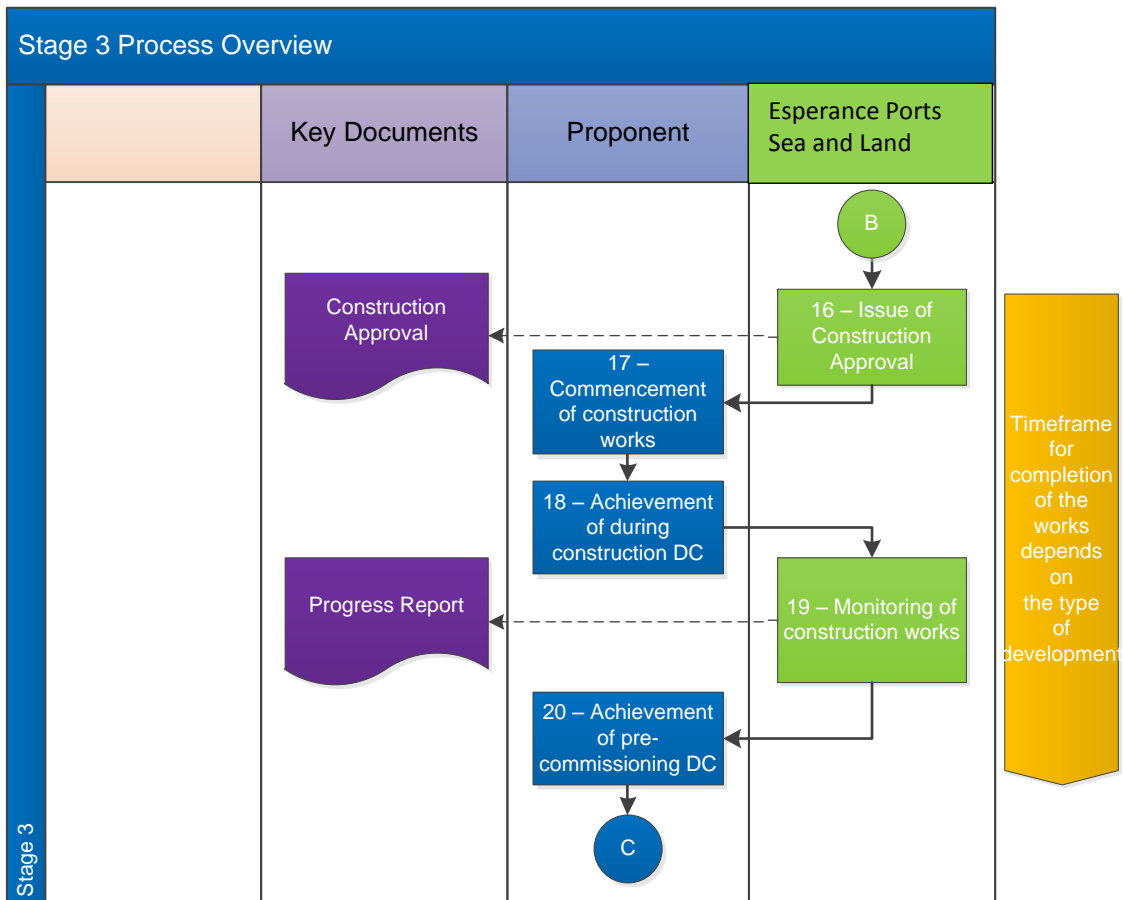 Stage 3 Process Overview
Key Documents
Proponent
Esperance Ports
Sea and Land
B
Construction
Approval
16 – Issue of
Construction
Approval
17 –
Commencement
of construction
works
18 – Achievement
of during
construction DC
Progress Report
19 – Monitoring of
construction works
20 – Achievement
of pre-
commissioning DC
C
Timeframe
for
completion
of the
works
depends
on
the type
of
development
Stage 3